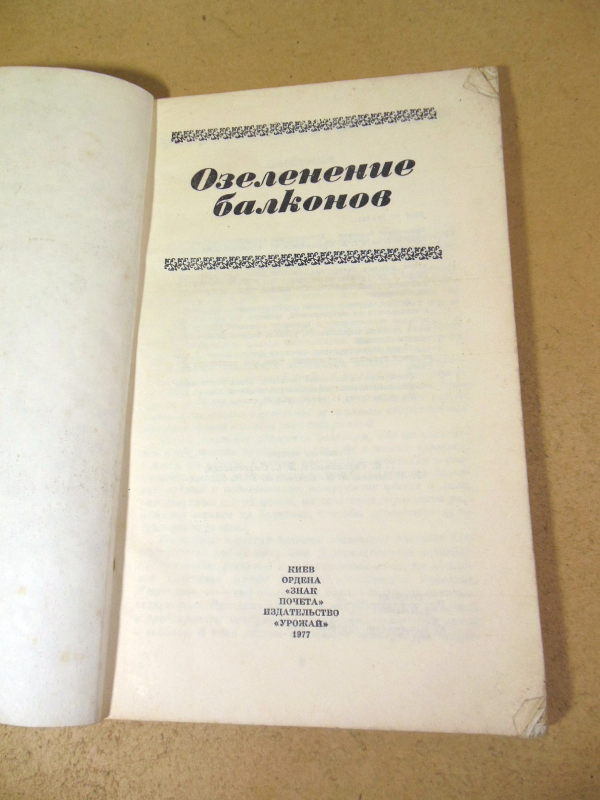 Озеленение
балконов
КИЕВ
ОРДЕНА
«ЗНАК
ПОЧЕТА»
ИЗДАТЕЛЬСТВО
«УРОЖАЙ»
1977